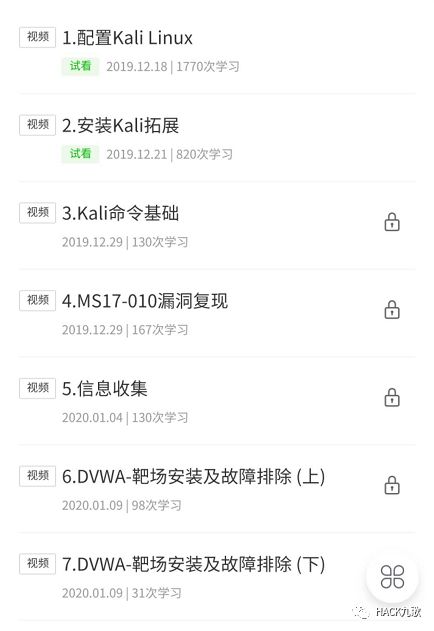 视频 1.配置Kali Linux
试看 2019.12.18 | 1770次学习
视频 2.安装Kali拓展
试看 2019.12.21 | 820次学习
视频 3.Kali命令基础
2019.12.29 | 130次学习
视频 4.MS17-010漏洞复现
2019.12.29 | 167次学习
视频 5.信息收集
2020.01.04 | 130次学习
视频 6.DVWA-靶场安装及故障排除 (上)
2020.01.09 | 98次学习
视频 7.DVWA-靶场安装及故障排除 (下)
2020.01.09 | 31次学习
HACK九歌